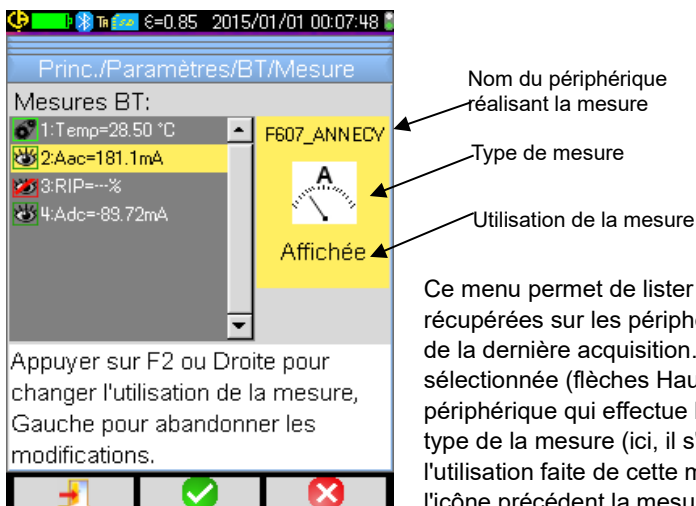 ε=0.85 2015/01/01 00:07:48
Princ./Paramètres/BT/Mesure
Mesures BT:
1:Temp=28.50 °C
2:Aac=181.1mA
3:RIP=---%
4:Adc=-89.72mA
F607_ANNECY
A
Affichée
Appuyer sur F2 ou Droite pour
changer l'utilisation de la mesure,
Gauche pour abandonner les
modifications.
Nom du périphérique
réalisant la mesure
Type de mesure
Utilisation de la mesure
Ce menu permet de lister
récupérées sur les
de la dernière acquisition.
sélectionnée (flèches
périphérique qui effectue
type de la mesure (ici, il
l'utilisation faite de cette
l'icône précédent la